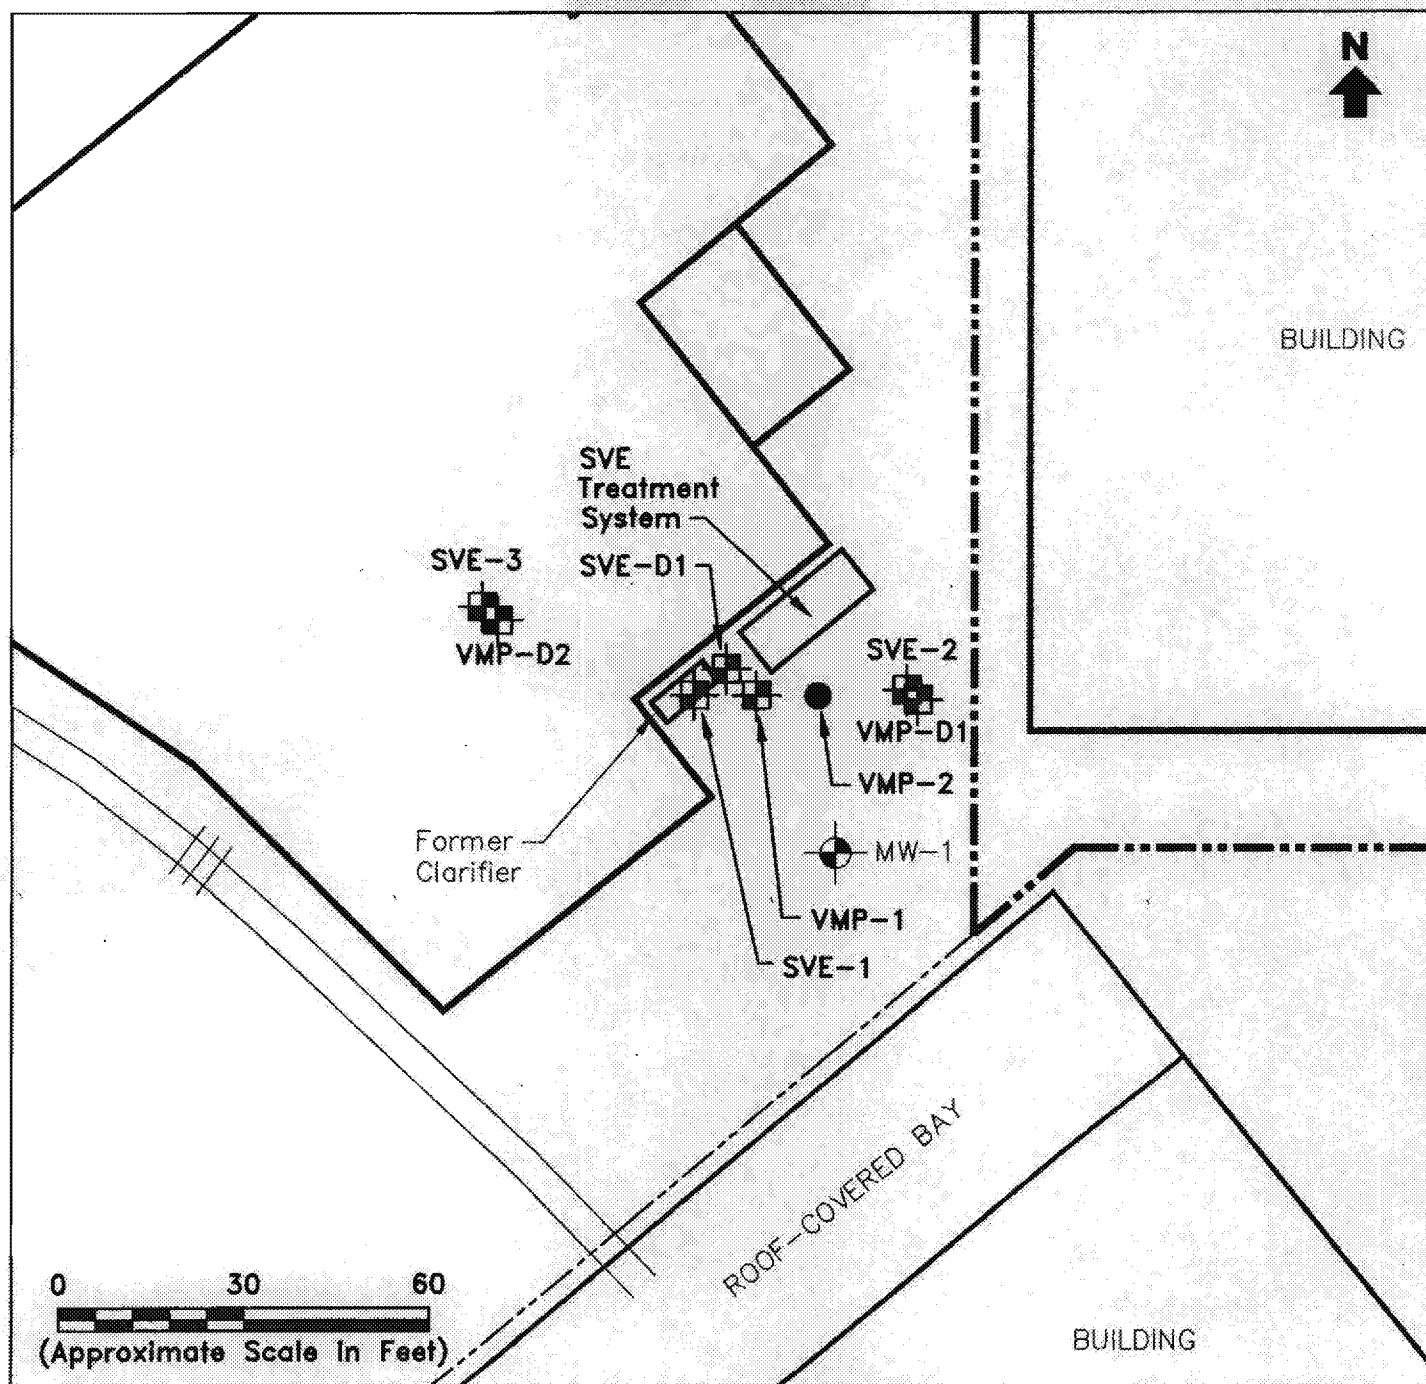 N
BUILDING
SVE
Treatment
System
SVE-3
SVE-D1
VMP-D2
SVE-2
VMP-D1
VMP-2
Former
Clarifier
MW-1
VMP-1
SVE-1
ROOF-COVERED BAY
0 30 60
(Approximate Scale in Feet)
BUILDING